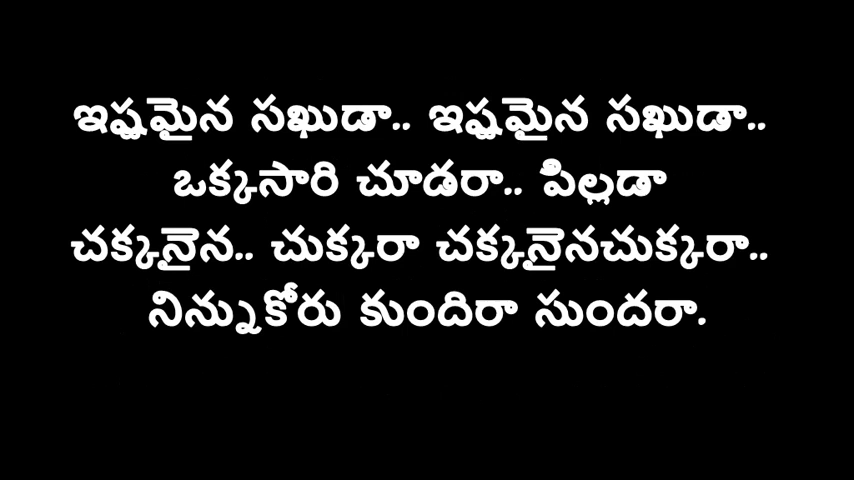 ఇష్టమైన సఖుడా.. ఇష్టమైన సఖుడా..
ఒక్కసారి చూడరా.. పిల్లడా
చక్కనైన.. చుక్కరా చక్కనైనచుక్కరా..
నిన్నుకోరు కుందిరా సుందరా.